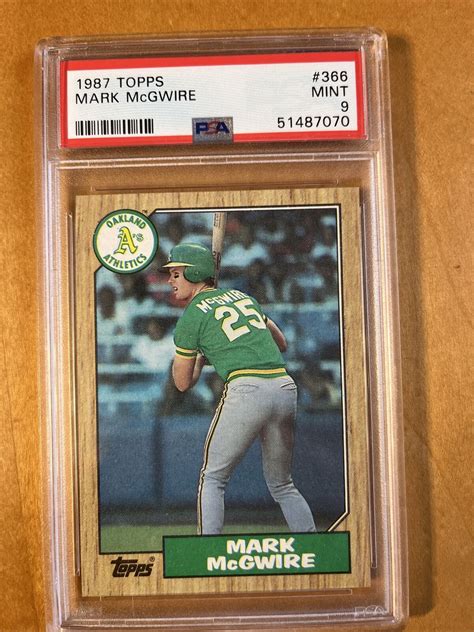 1987 TOPPS
#366
MARK McGWIRE
MINT
9
PSA
51487070
OAKLAND
A's
ATHLETICS
McGWIRE
25
topps
MARK
McGWIRE